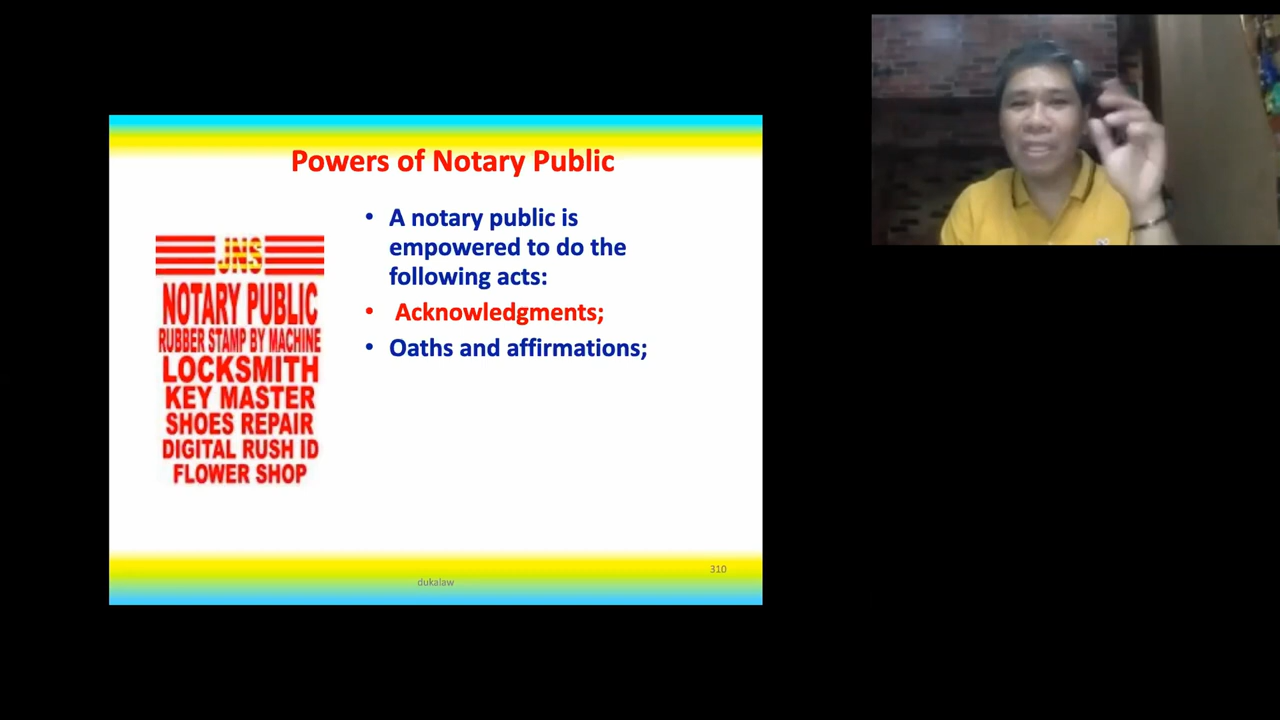 Powers of Notary Public
JNS
NOTARY PUBLIC
RUBBER STAMP BY MACHINE
LOCKSMITH
KEY MASTER
SHOES REPAIR
DIGITAL RUSH ID
FLOWER SHOP
• A notary public is
empowered to do the
following acts:
• Acknowledgments;
• Oaths and affirmations;
dukalaw
310